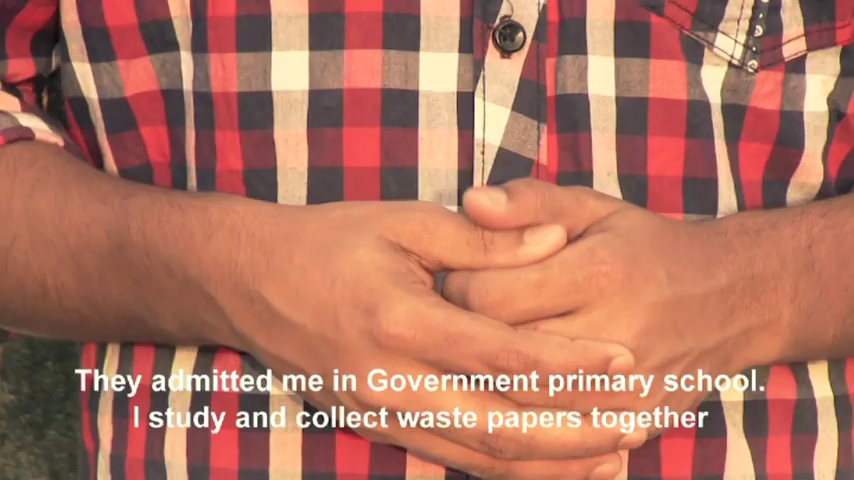 They admitted me in Government primary school.
I study and collect waste papers together